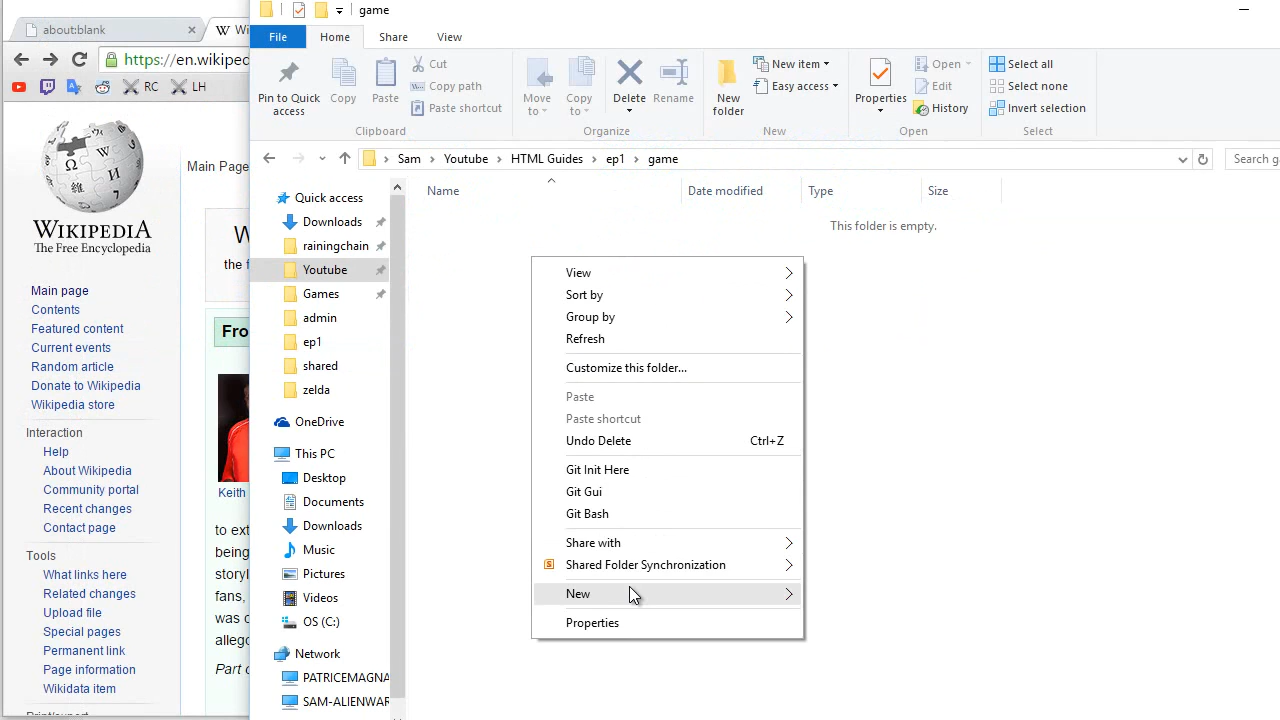 about:blank
W Wi
https://en.wikiped
RC
LH
WIKIPEDIA
The Free Encyclopedia
Main page
Contents
Featured content
Current events
Random article
Donate to Wikipedia
Wikipedia store
Interaction
Help
About Wikipedia
Community portal
Recent changes
Contact page
Tools
What links here
Related changes
Upload file
Special pages
Permanent link
Page information
Wikidata item
Main Page
W
the f
Fro
Keith
to ext
being
storyl
fans,
was c
allego
Part o
game
File
Home
Share
View
Pin to Quick access
Copy
Paste
Cut
Copy path
Paste shortcut
Clipboard
Move to
Copy to
Delete
Rename
Organize
New folder
New item
Easy access
New
Properties
Open
Edit
History
Open
Select all
Select none
Invert selection
Select
Sam > Youtube > HTML Guides > ep1 > game
Search ga
Name
Date modified
Type
Size
This folder is empty.
Quick access
Downloads
rainingchain
Youtube
Games
admin
ep1
shared
zelda
OneDrive
This PC
Desktop
Documents
Downloads
Music
Pictures
Videos
OS (C:)
Network
PATRICEMAGNA
SAM-ALIENWAR
View
Sort by
Group by
Refresh
Customize this folder...
Paste
Paste shortcut
Undo Delete Ctrl+Z
Git Init Here
Git Gui
Git Bash
Share with
Shared Folder Synchronization
New
Properties